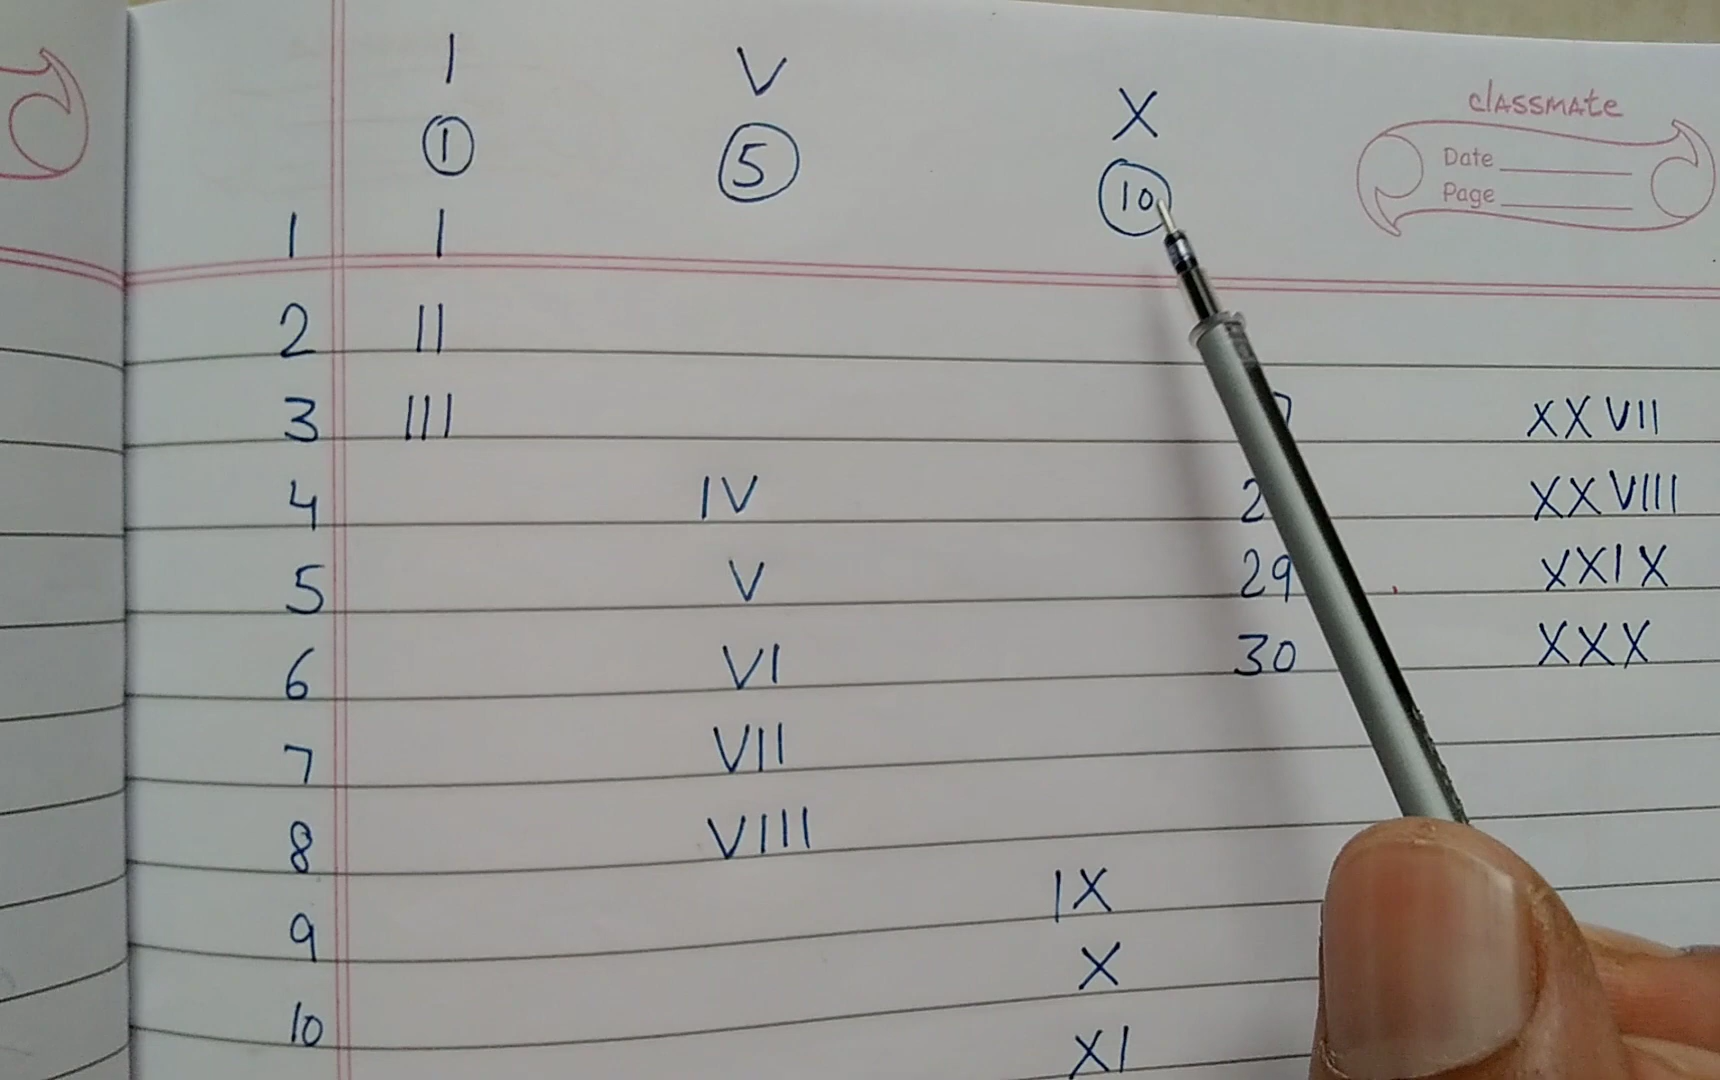 I V X
classmate
① ⑤ ⑩
Date
Page
1 I
2 II
3 III XXVII
4 IV 2 XXVIII
5 V 29 XXIX
6 VI 30 XXX
7 VII
8 VIII
9 IX
10 X
XI